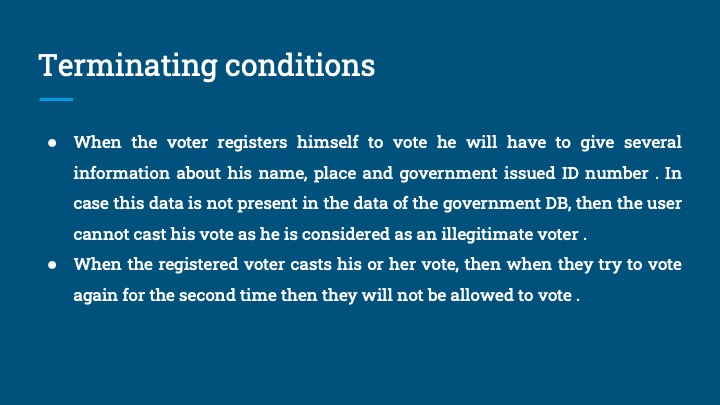 Terminating conditions
● When the voter registers himself to vote he will have to give several
information about his name, place and government issued ID number . In
case this data is not present in the data of the government DB, then the user
cannot cast his vote as he is considered as an illegitimate voter .
● When the registered voter casts his or her vote, then when they try to vote
again for the second time then they will not be allowed to vote .